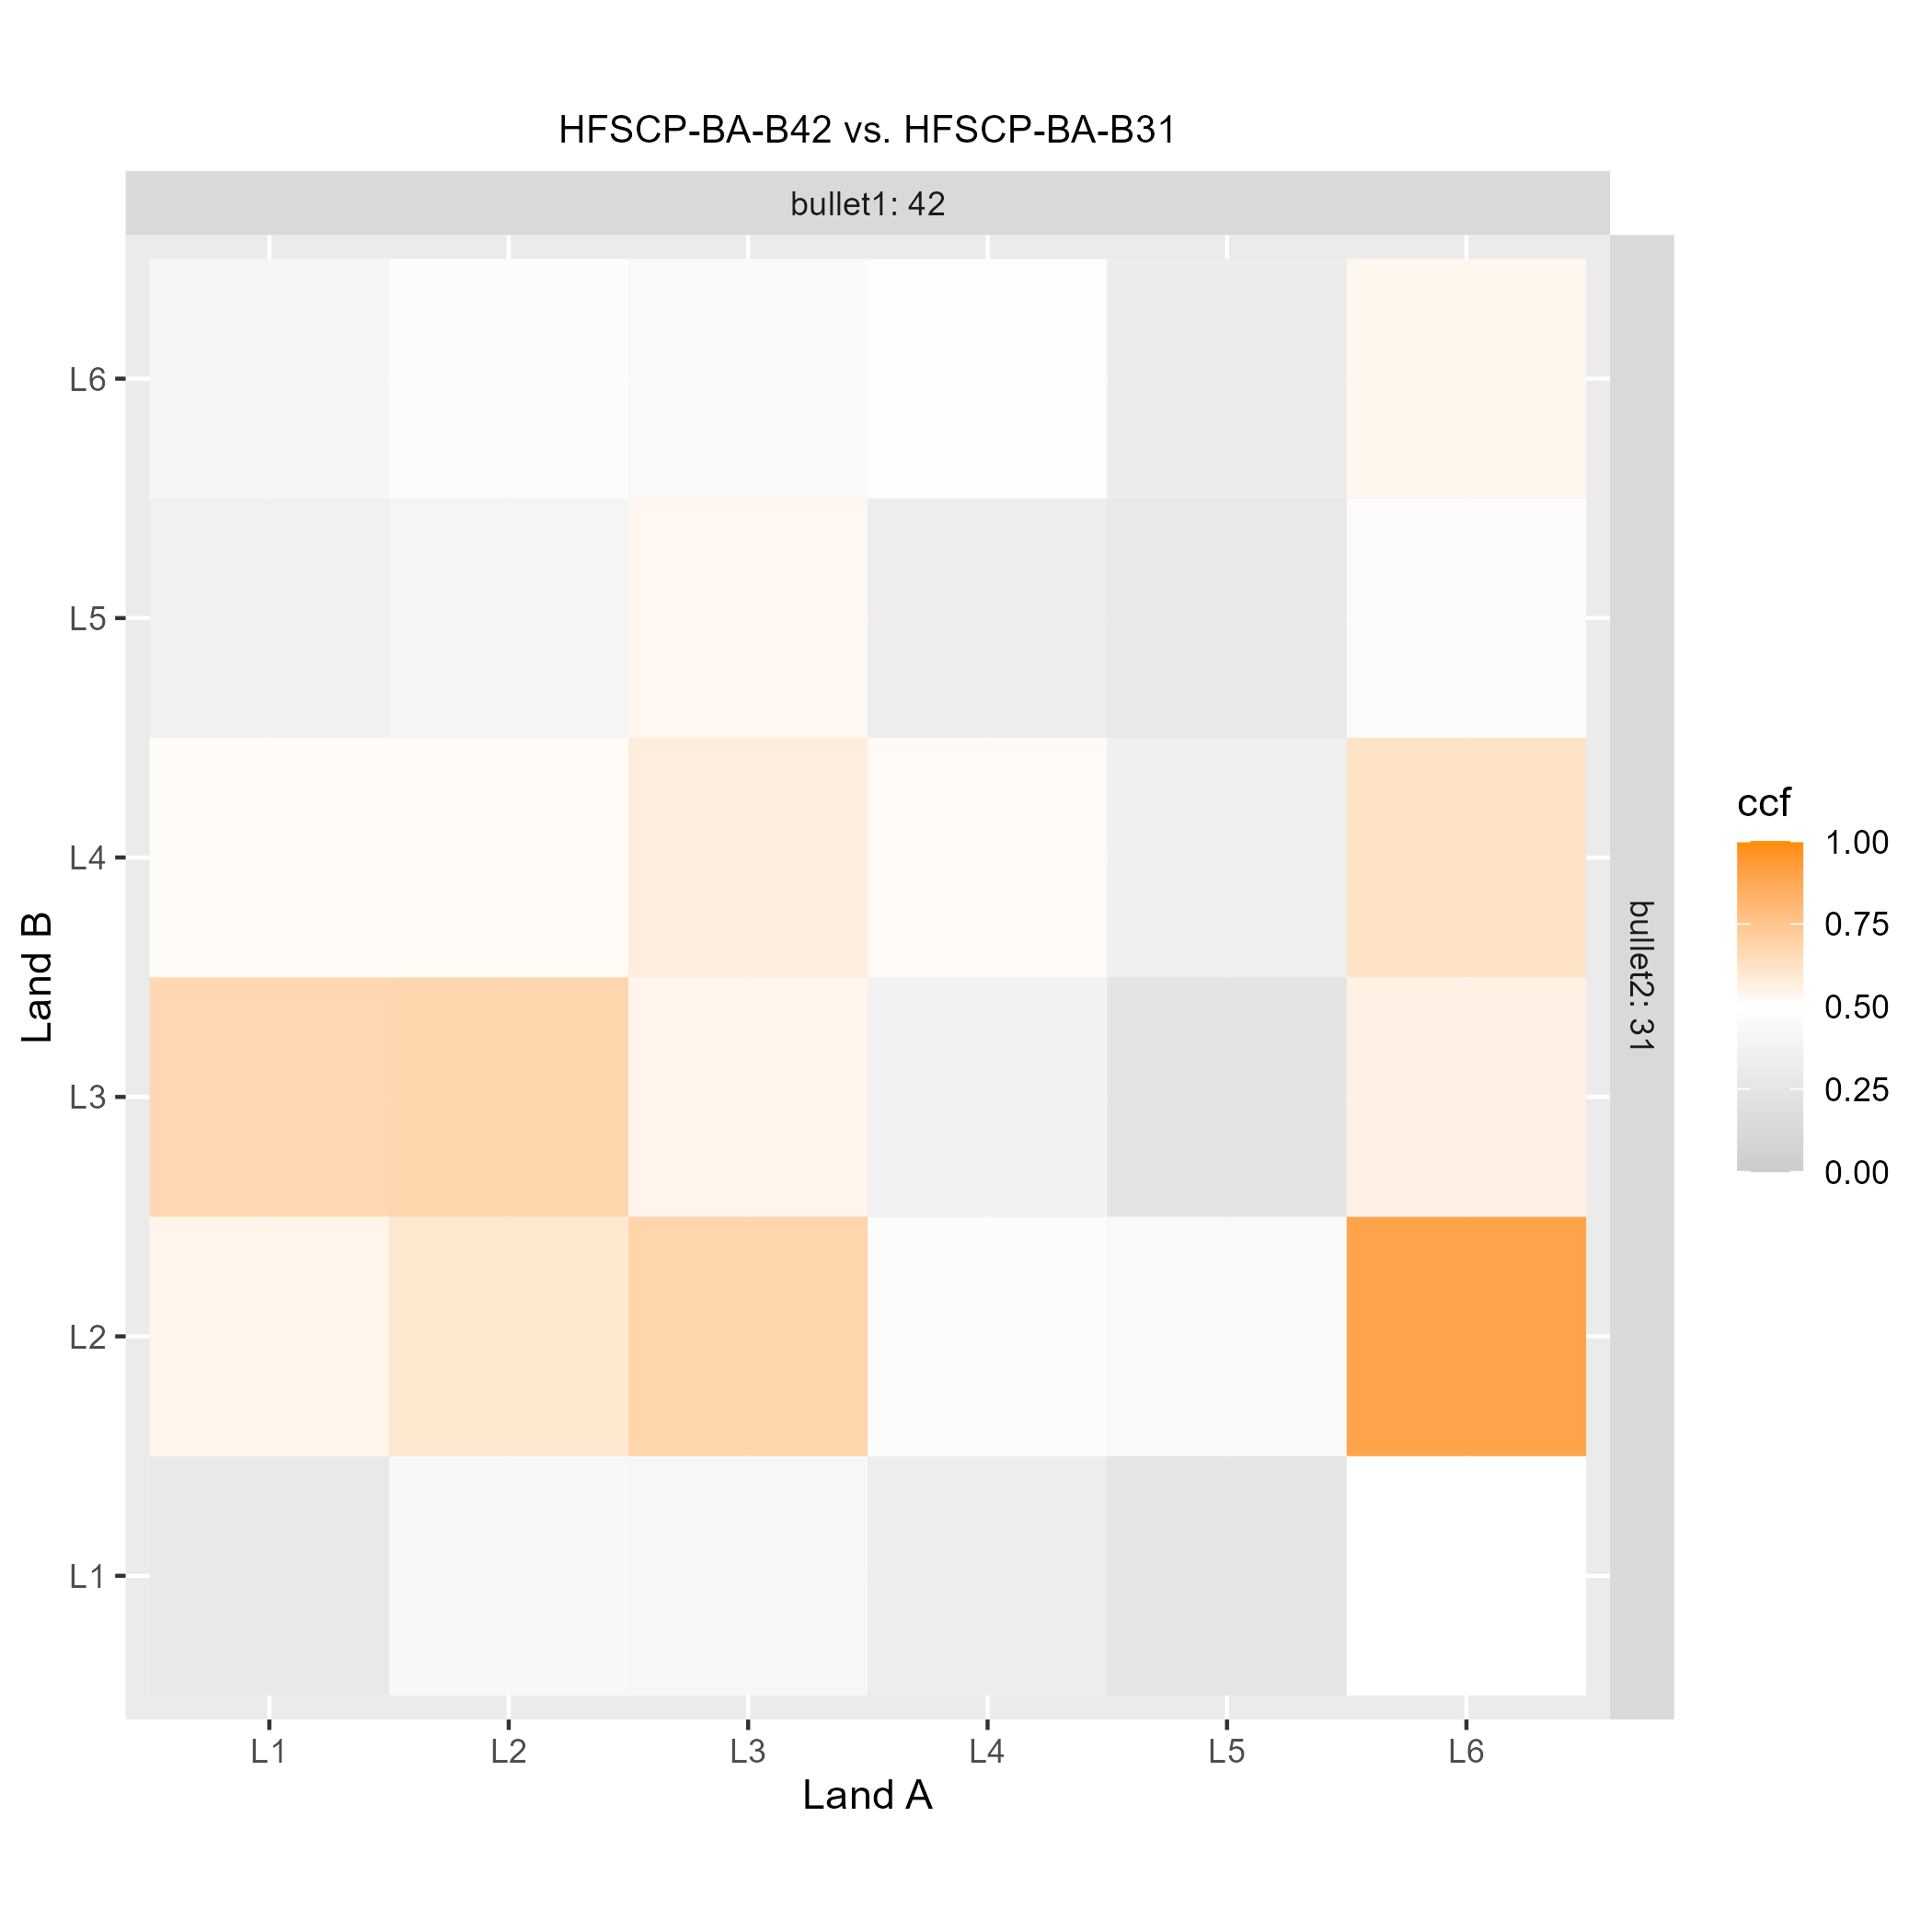 HFSCP-BA-B42 vs. HFSCP-BA-B31
bullet1: 42
L6
L5
L4
L3
L2
L1
Land B
L1 L2 L3 L4 L5 L6
Land A
bullet2: 31
ccf
1.00
0.75
0.50
0.25
0.00